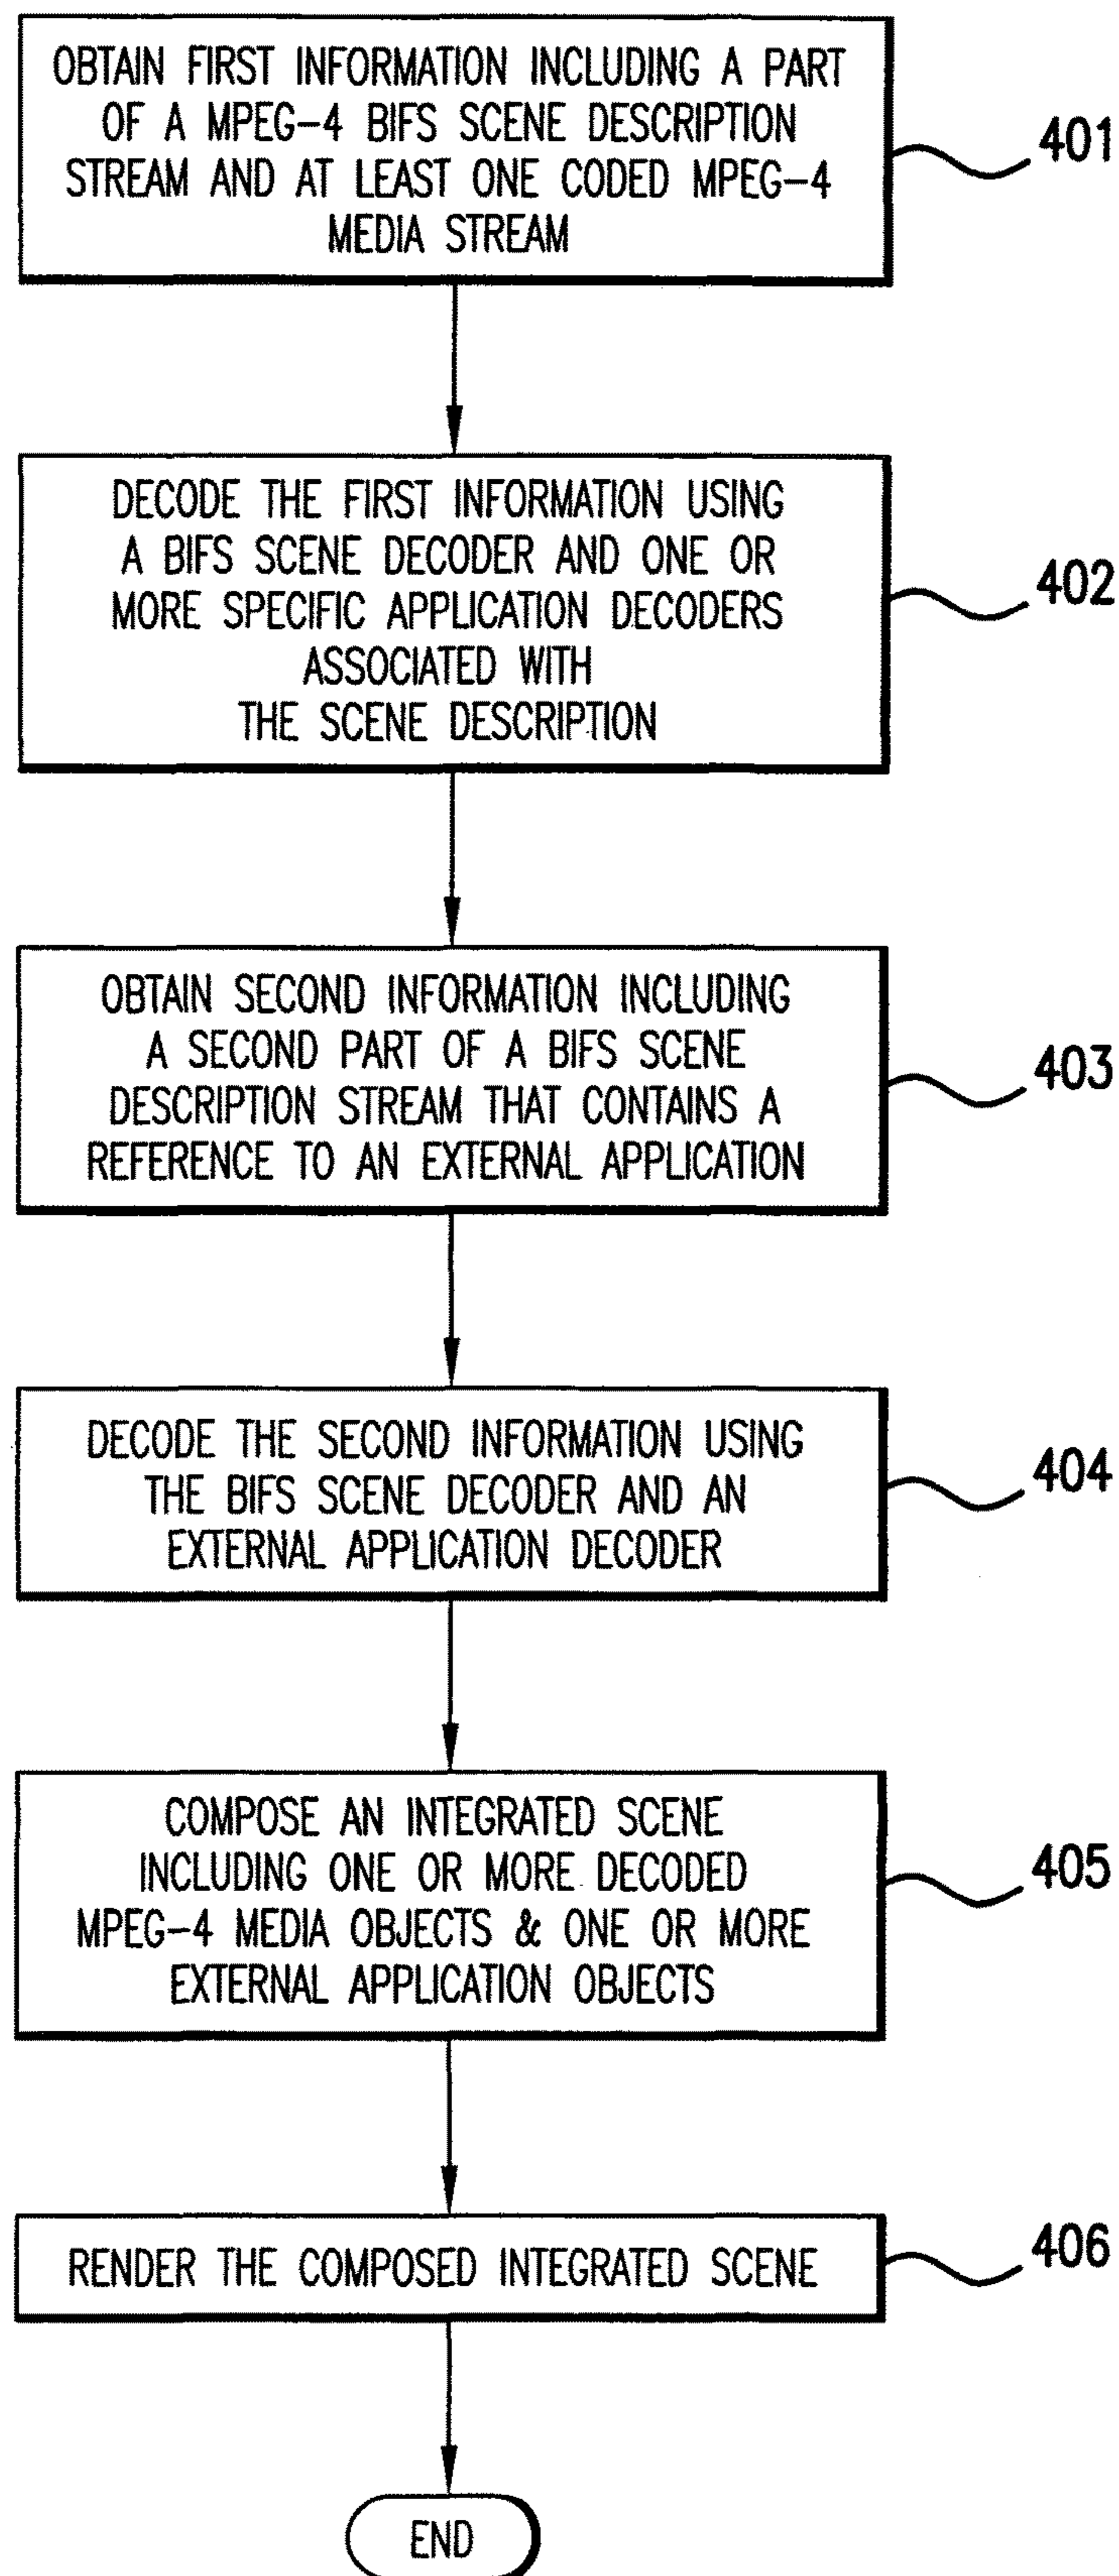 OBTAIN FIRST INFORMATION INCLUDING A PART
OF A MPEG-4 BIFS SCENE DESCRIPTION
STREAM AND AT LEAST ONE CODED MPEG-4
MEDIA STREAM
401
DECODE THE FIRST INFORMATION USING
A BIFS SCENE DECODER AND ONE OR
MORE SPECIFIC APPLICATION DECODERS
ASSOCIATED WITH
THE SCENE DESCRIPTION
402
OBTAIN SECOND INFORMATION INCLUDING
A SECOND PART OF A BIFS SCENE
DESCRIPTION STREAM THAT CONTAINS A
REFERENCE TO AN EXTERNAL APPLICATION
403
DECODE THE SECOND INFORMATION USING
THE BIFS SCENE DECODER AND AN
EXTERNAL APPLICATION DECODER
404
COMPOSE AN INTEGRATED SCENE
INCLUDING ONE OR MORE DECODED
MPEG-4 MEDIA OBJECTS & ONE OR MORE
EXTERNAL APPLICATION OBJECTS
405
RENDER THE COMPOSED INTEGRATED SCENE
406
END